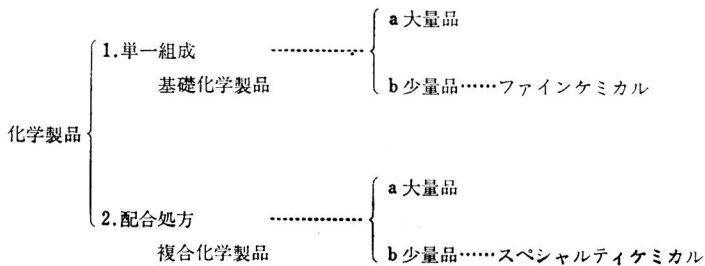 a 大量品
1.単一組成 ……………
基礎化学製品
b 少量品……ファインケミカル
化学製品
a 大量品
2.配合処方 ……………
複合化学製品
b 少量品……スペシャルティケミカル